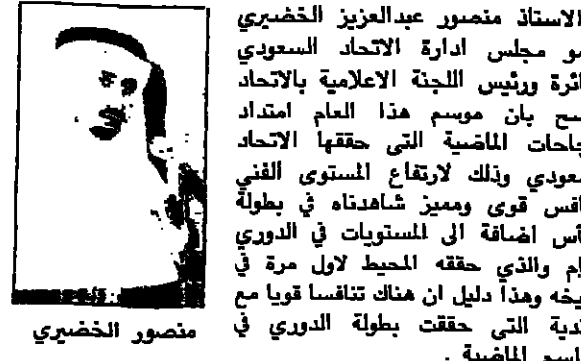 الاستاذ منصور عبدالعزيز الخضيري
مجلس ادارة الاتحاد السعودي
ورئيس اللجنة الاعلامية بالاتحاد
بان موسم هذا العام امتداد
الماضية التى حققها الاتحاد
وذلك لارتفاع المستوى الفني
قوى ومميز شاهدناه في بطولة
اضافة الى المستويات في الدوري
والذي حققه المحيط لاول مرة في
وهذا دليل ان هناك تنافسا قويا مع
التى حققت بطولة الدوري في
الماضية .
منصور الخضيري